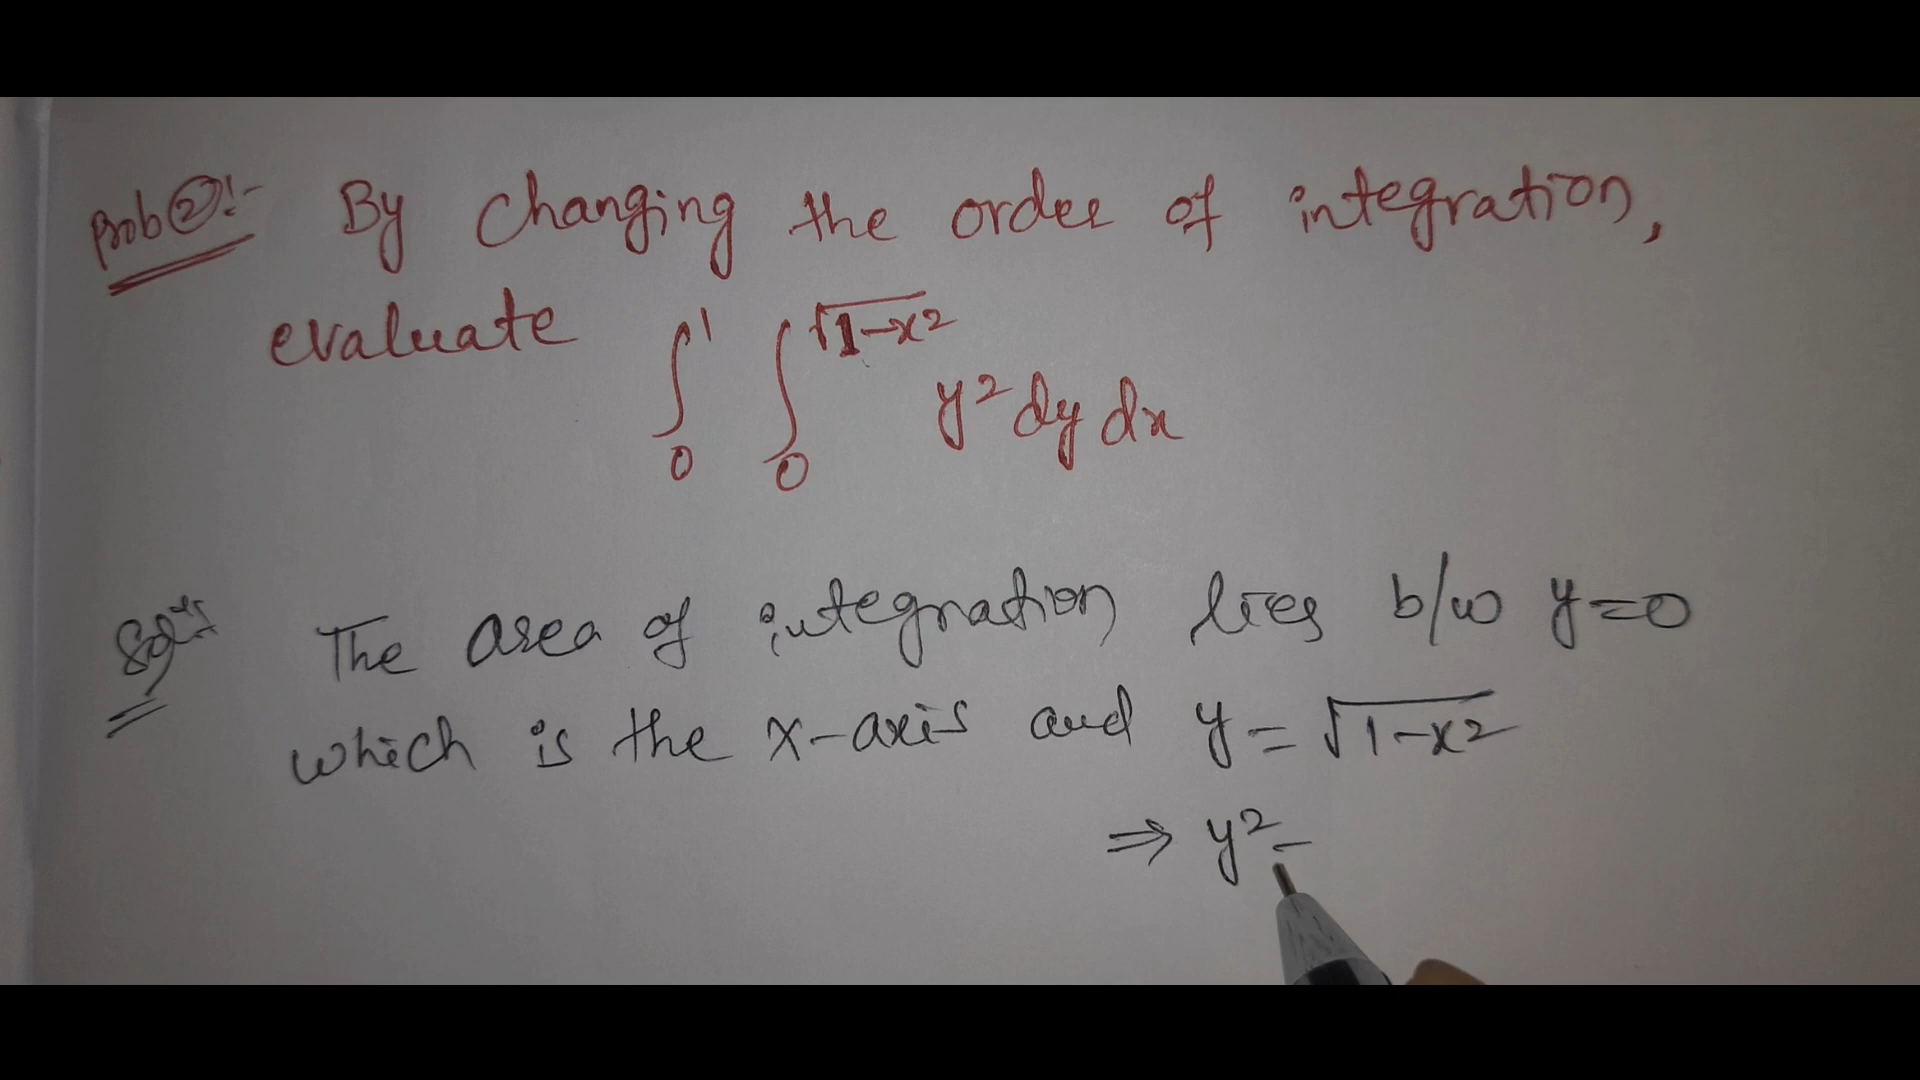 Prob②:- By changing the order of integration,
evaluate ∫₀¹ ∫₀^√(1-x²) y² dy dx
Sol:- The area of integration lies b/w y=0
which is the x-axis and y = √(1-x²)
⇒ y² =